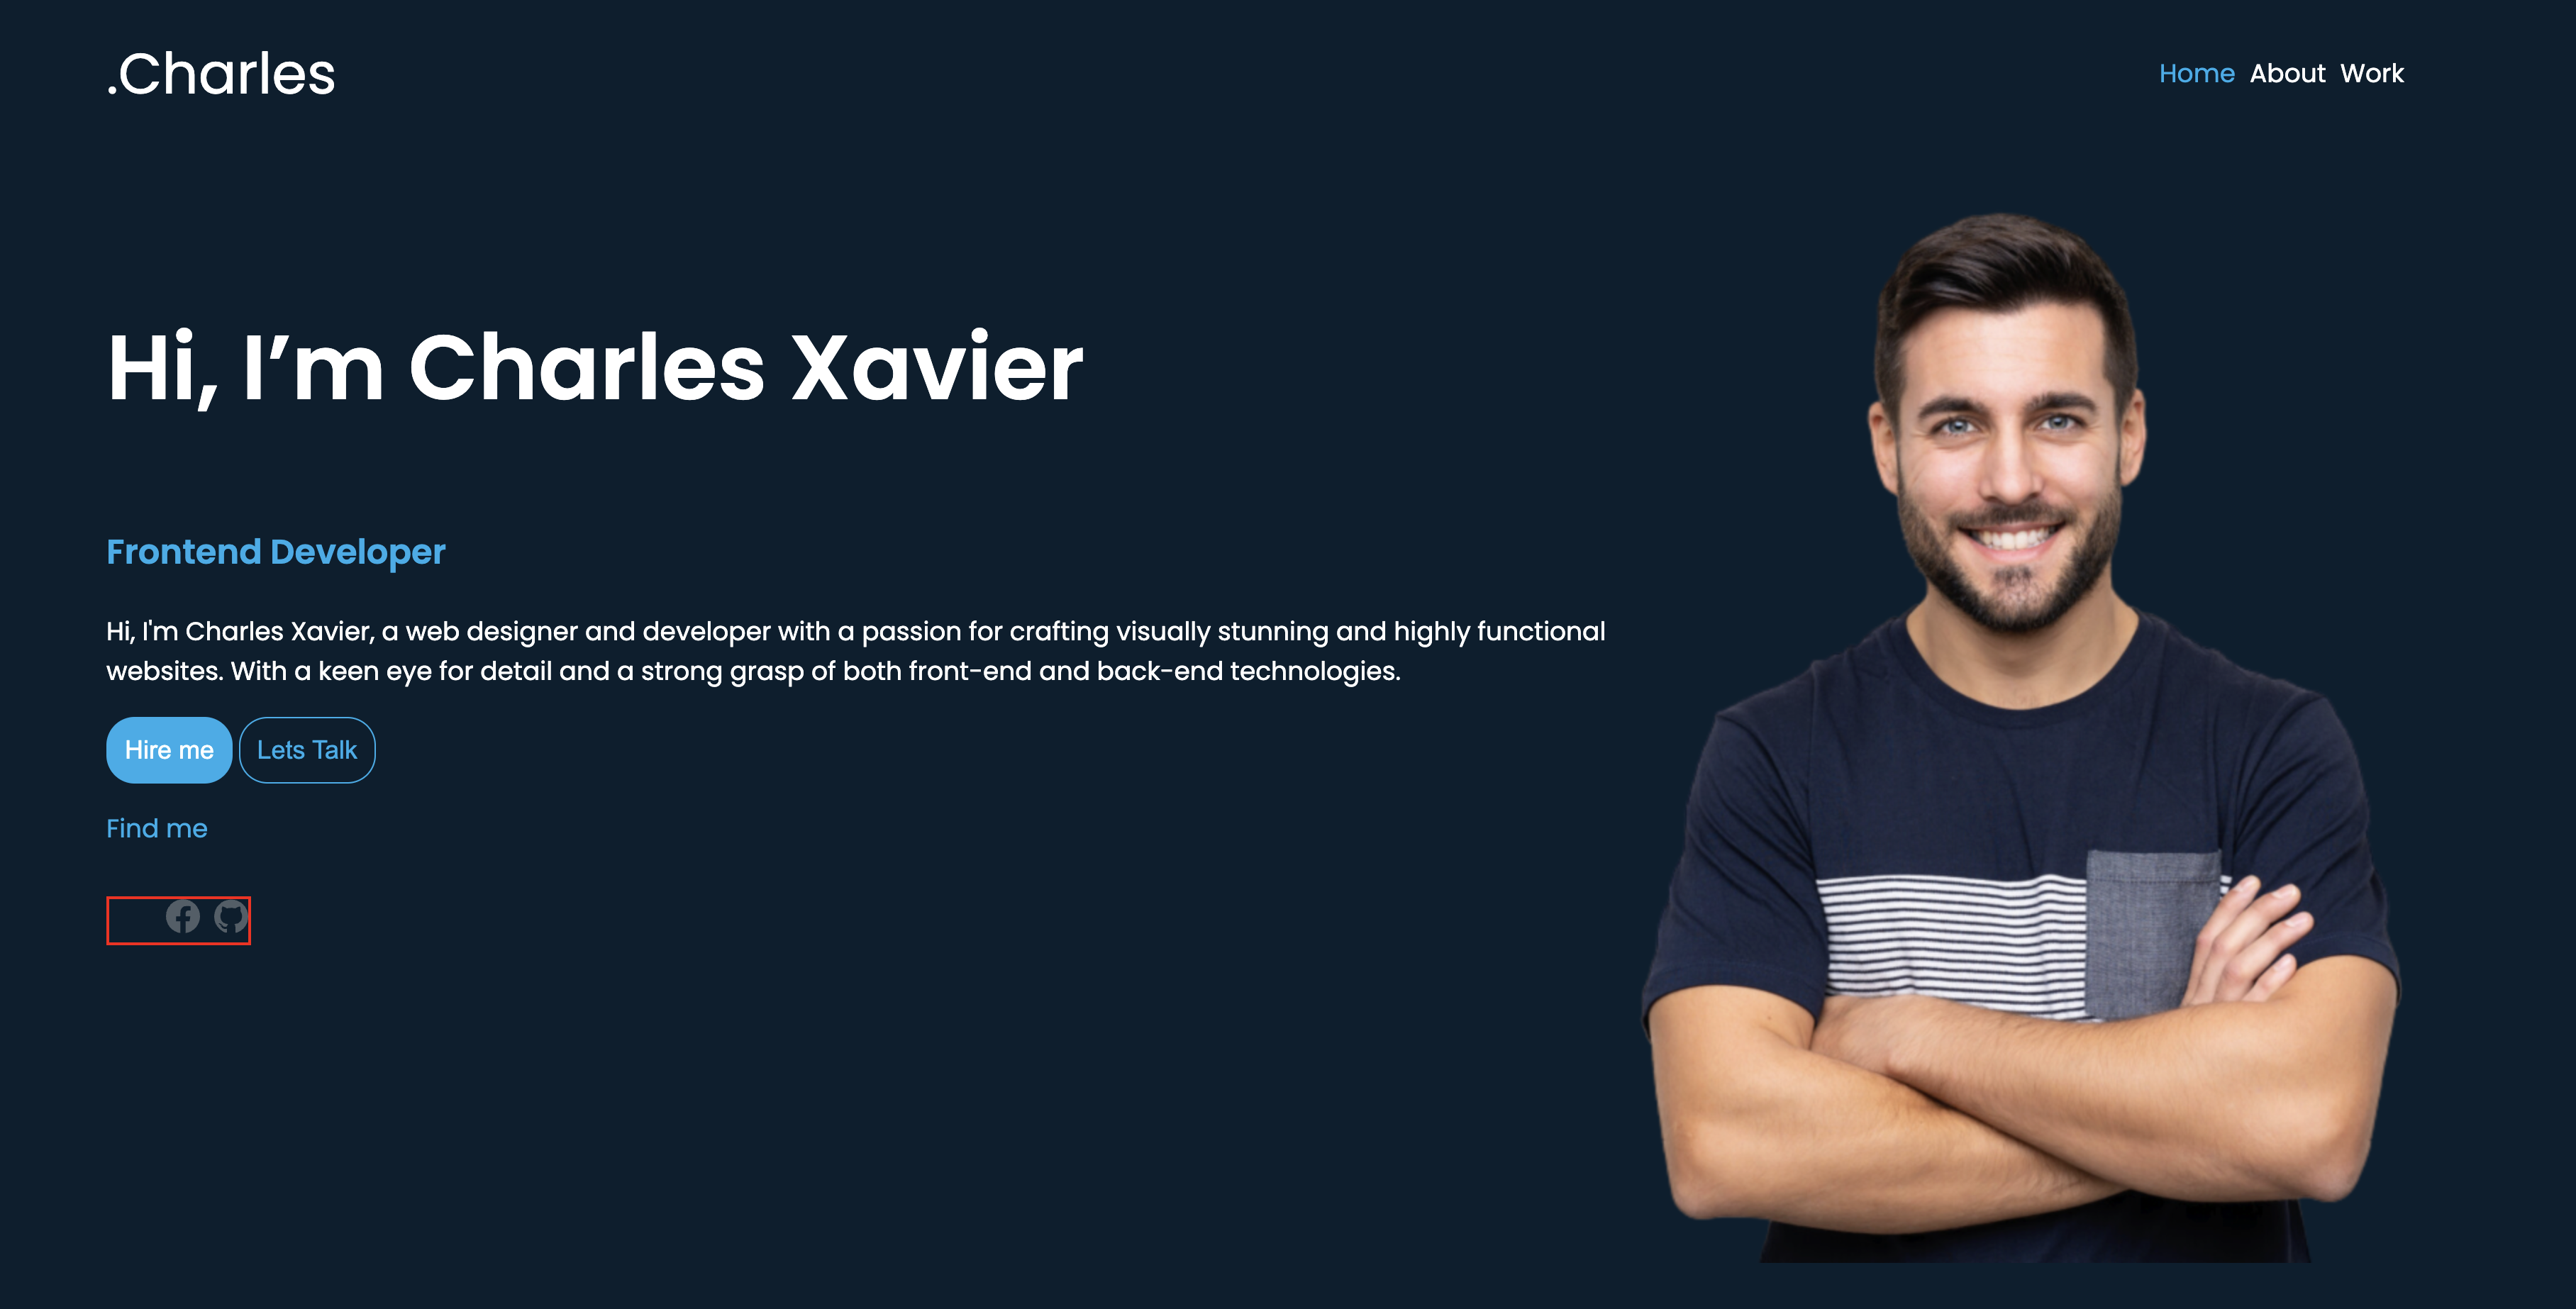 .Charles
Home About Work
Hi, I’m Charles Xavier
Frontend Developer
Hi, I'm Charles Xavier, a web designer and developer with a passion for crafting visually stunning and highly functional
websites. With a keen eye for detail and a strong grasp of both front-end and back-end technologies.
Hire me Lets Talk
Find me